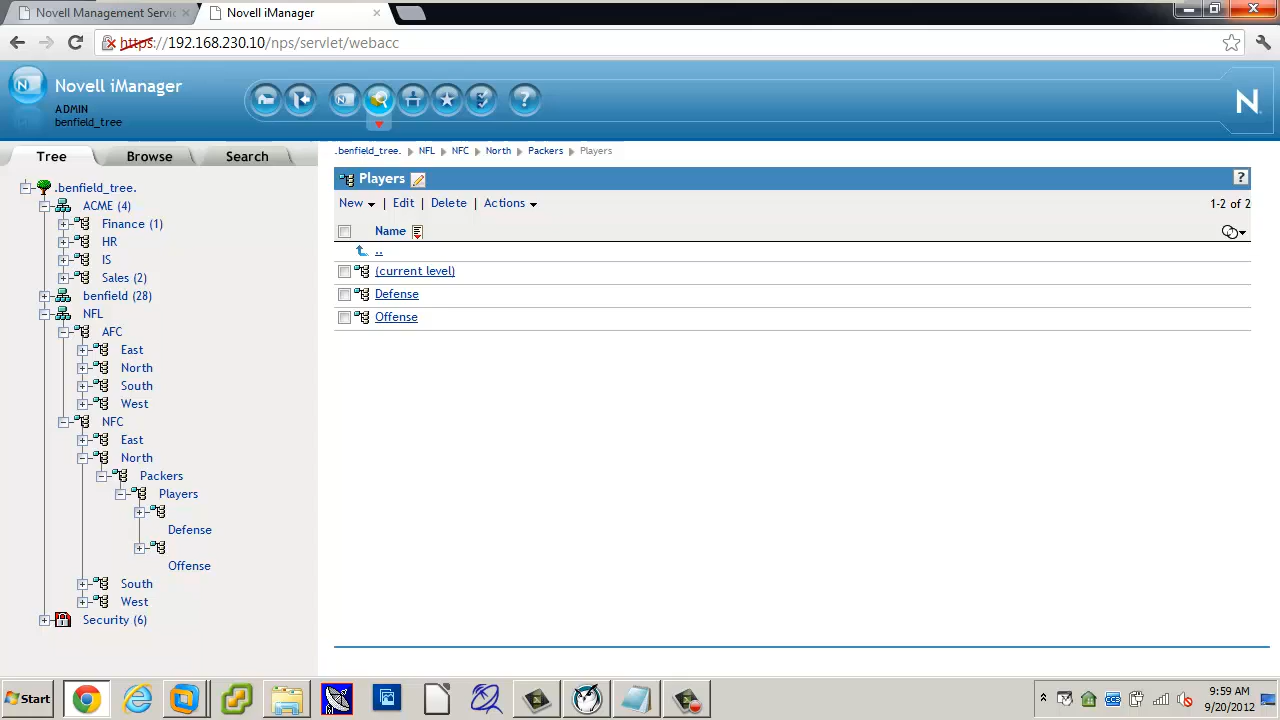 Novell Management Servic
Novell iManager
https://192.168.230.10/nps/servlet/webacc
Novell iManager
ADMIN
benfield_tree
N
?
N
Tree Browse Search
.benfield_tree.
ACME (4)
Finance (1)
HR
IS
Sales (2)
benfield (28)
NFL
AFC
East
North
South
West
NFC
East
North
Packers
Players
Defense
Offense
South
West
Security (6)
.benfield_tree. NFL NFC North Packers Players
Players ?
New | Edit | Delete | Actions 1-2 of 2
Name
..
(current level)
Defense
Offense
Start
9:59 AM
9/20/2012